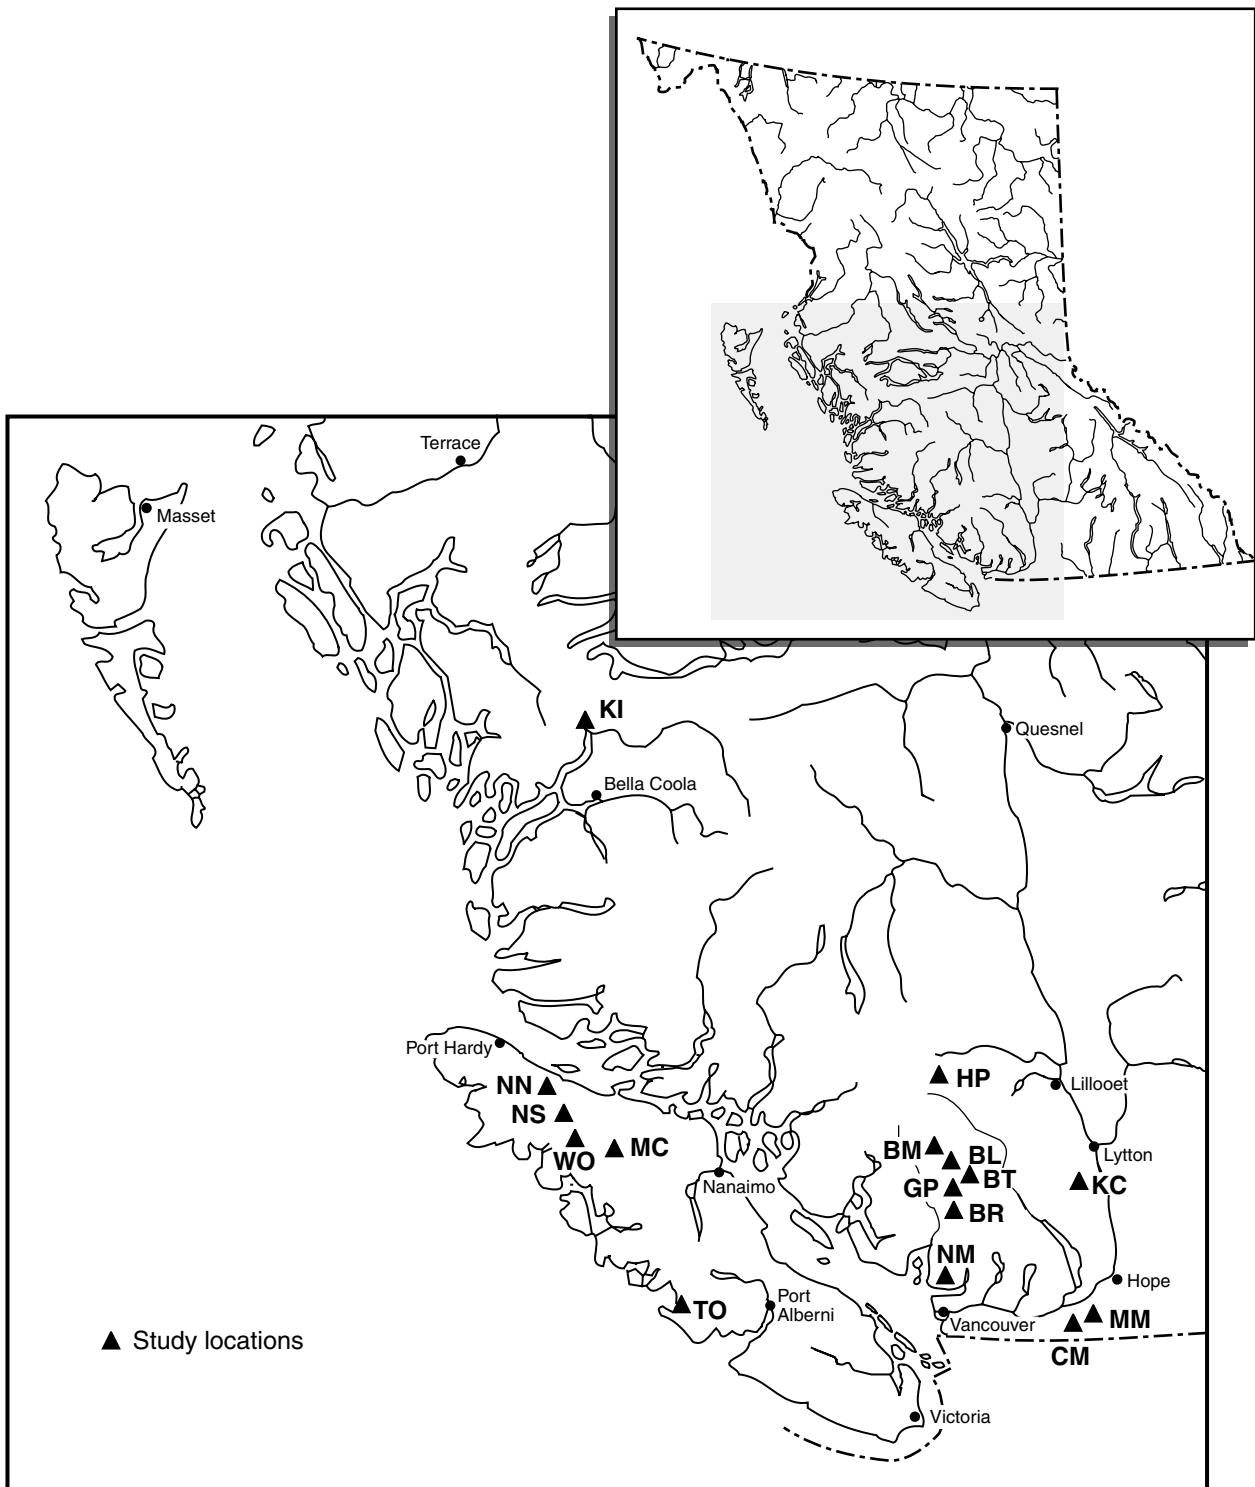 Terrace
Masset
KI
Quesnel
Bella Coola
Port Hardy
NN
HP
Lillooet
NS
WO
MC
BM
BL
Lytton
BT
Nanaimo
GP
KC
BR
NM
Hope
Port
Alberni
TO
Vancouver
MM
Study locations
CM
Victoria